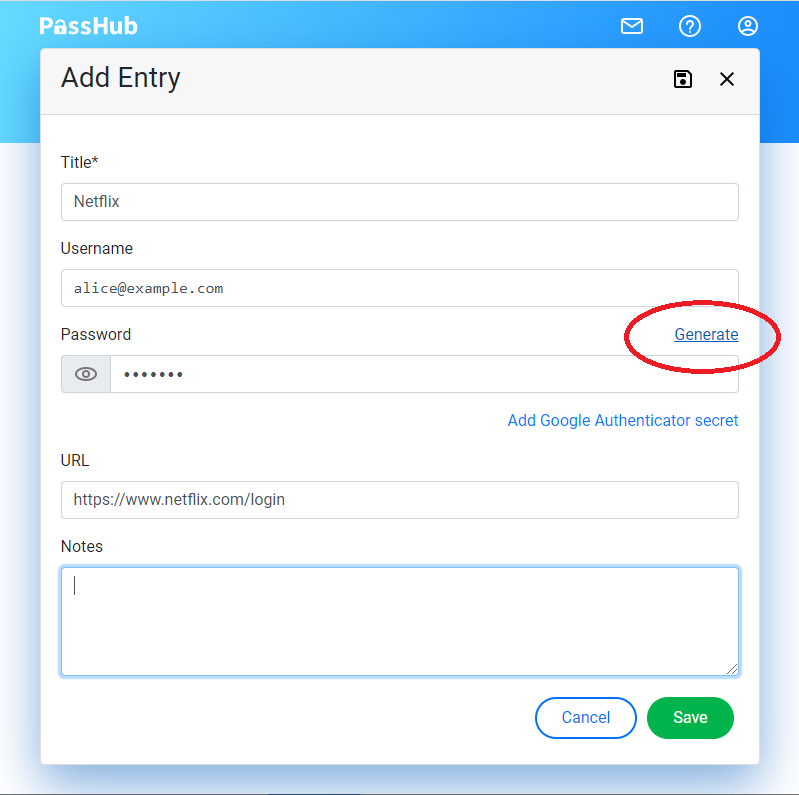 PassHub
Add Entry
Title*
Netflix
Username
alice@example.com
Password Generate
•••••••
Add Google Authenticator secret
URL
https://www.netflix.com/login
Notes
Cancel Save